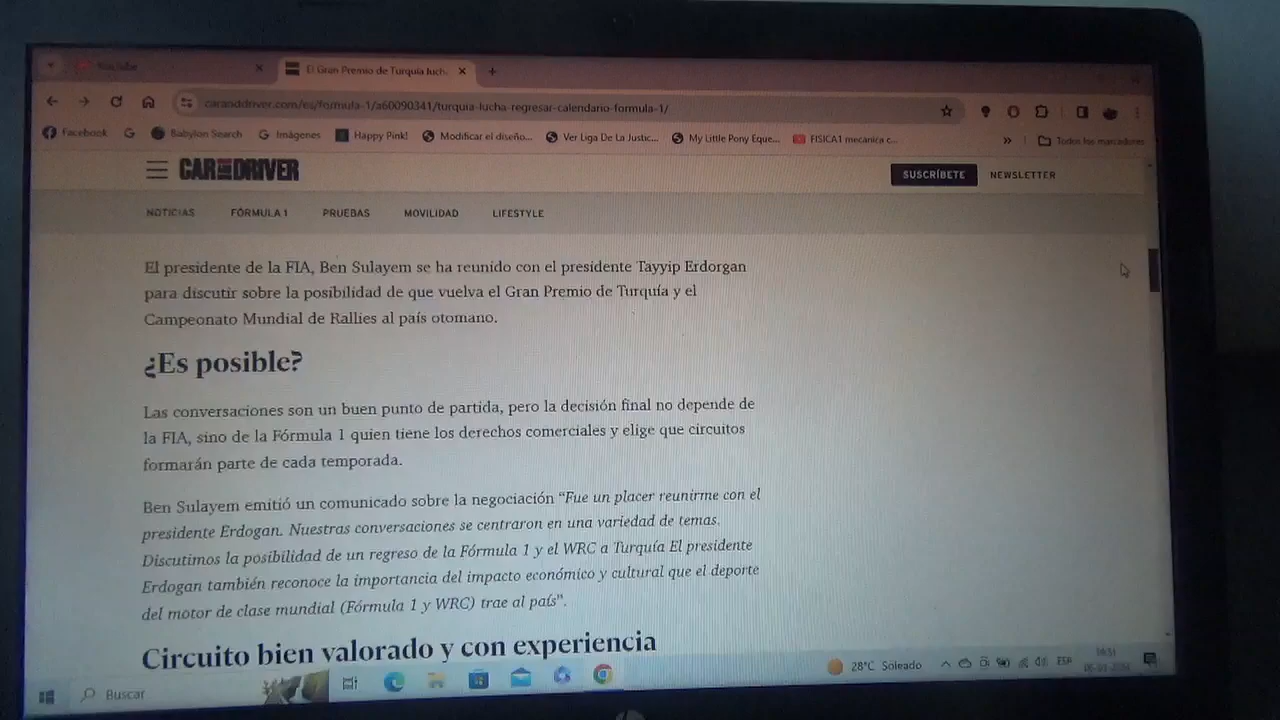 YouTube
El Gran Premio de Turquía luch
caranddriver.com/es/formula-1/a60090341/turquia-lucha-regresar-calendario-formula-1/
Facebook
Babylon Search
Imágenes
Happy Pink!
Modificar el diseño...
Ver Liga De La Justic...
My Little Pony Eque...
FISICA1 mecánica c...
Todos los marcadores
CAR AND DRIVER
SUSCRÍBETE
NEWSLETTER
NOTICIAS
FÓRMULA 1
PRUEBAS
MOVILIDAD
LIFESTYLE
El presidente de la FIA, Ben Sulayem se ha reunido con el presidente Tayyip Erdorgan
para discutir sobre la posibilidad de que vuelva el Gran Premio de Turquía y el
Campeonato Mundial de Rallies al país otomano.
¿Es posible?
Las conversaciones son un buen punto de partida, pero la decisión final no depende de
la FIA, sino de la Fórmula 1 quien tiene los derechos comerciales y elige que circuitos
formarán parte de cada temporada.
Ben Sulayem emitió un comunicado sobre la negociación “Fue un placer reunirme con el
presidente Erdogan. Nuestras conversaciones se centraron en una variedad de temas.
Discutimos la posibilidad de un regreso de la Fórmula 1 y el WRC a Turquía El presidente
Erdogan también reconoce la importancia del impacto económico y cultural que el deporte
del motor de clase mundial (Fórmula 1 y WRC) trae al país”.
Circuito bien valorado y con experiencia
Buscar
28°C Soleado
ESP